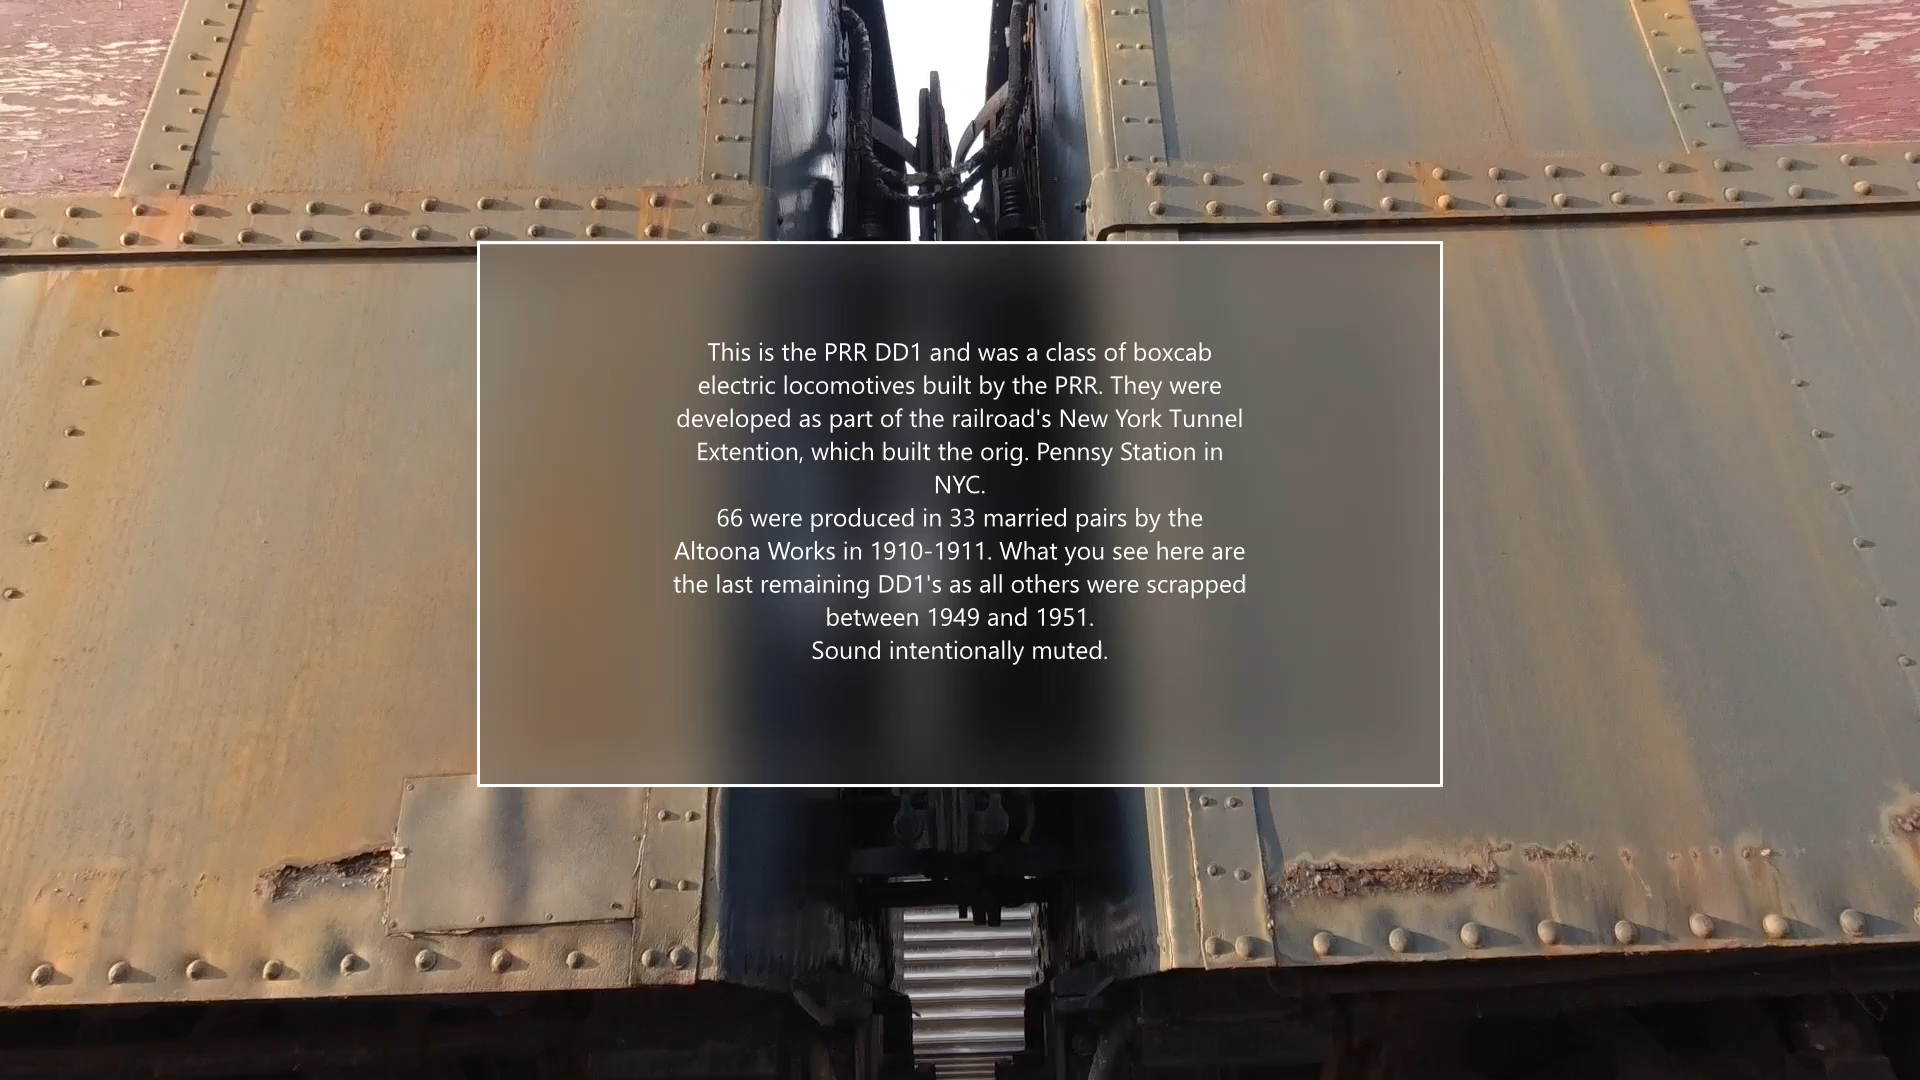 This is the PRR DD1 and was a class of boxcab
electric locomotives built by the PRR. They were
developed as part of the railroad's New York Tunnel
Extention, which built the orig. Pennsy Station in
NYC.
66 were produced in 33 married pairs by the
Altoona Works in 1910-1911. What you see here are
the last remaining DD1's as all others were scrapped
between 1949 and 1951.
Sound intentionally muted.